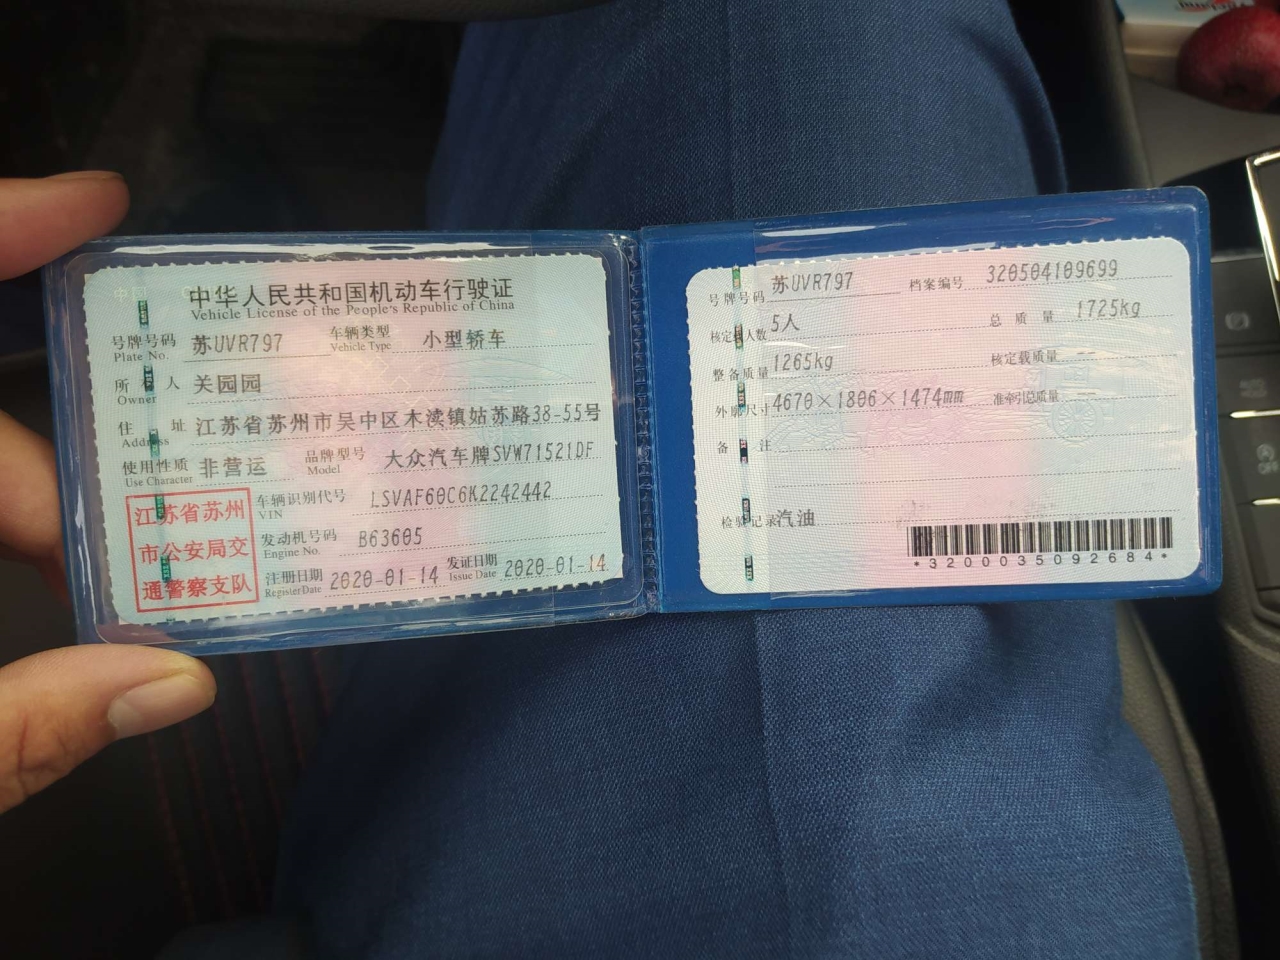 中华人民共和国机动车行驶证
Vehicle License of the People's Republic of China
号牌号码 苏UVR797 车辆类型 小型轿车
Plate No. Vehicle Type
所有人 关园园
Owner
住址 江苏省苏州市吴中区木渎镇姑苏路38-55号
Address
使用性质 非营运 品牌型号 大众汽车牌SVW71521DF
Use Character Model
车辆识别代号 LSVAF60C6K2242442
VIN
发动机号码 B63605
Engine No.
注册日期 2020-01-14 发证日期 2020-01-14
Register Date Issue Date
江苏省苏州
市公安局交
通警察支队
号牌号码 苏UVR797 档案编号 320504109699
核定载人数 5人 总质量 1725kg
整备质量 1265kg 核定载质量 --
外廓尺寸 4670×1806×1474mm 准牵引总质量 --
备注
检验记录 汽油
*3200035092684*